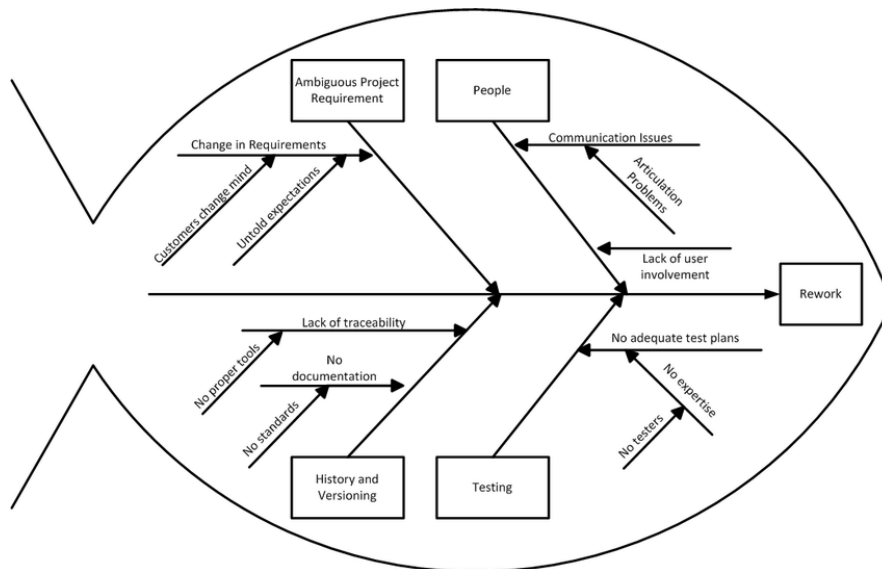 Ambiguous Project
Requirement
People
Change in Requirements
Customers change mind
Untold expectations
Communication Issues
Articulation
Problems
Lack of user
involvement
Rework
Lack of traceability
No proper tools
No
documentation
No standards
No adequate test plans
No expertise
No testers
History and
Versioning
Testing